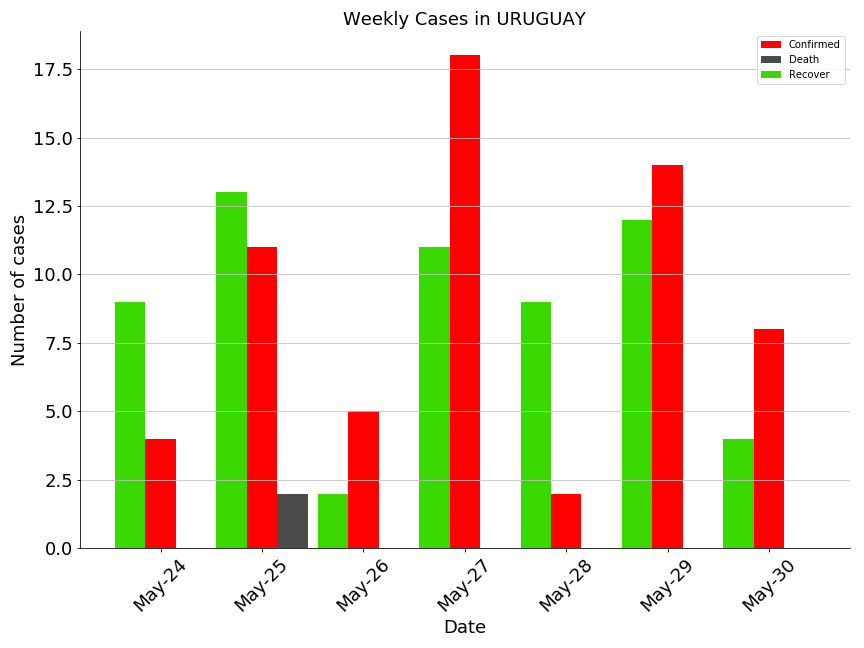 Weekly Cases in URUGUAY
Confirmed
Death
Recover
Number of cases
17.5
15.0
12.5
10.0
7.5
5.0
2.5
0.0
May-24
May-25
May-26
May-27
May-28
May-29
May-30
Date